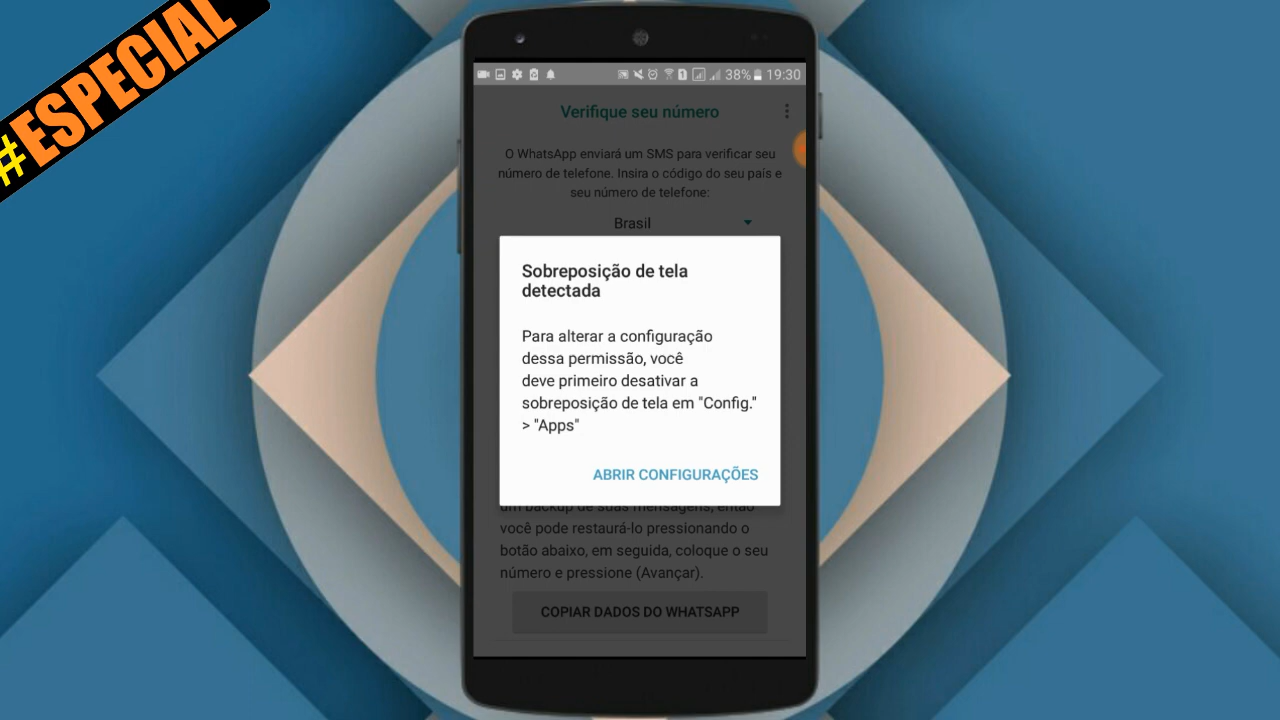 #ESPECIAL
38% 19:30
Verifique seu número
O WhatsApp enviará um SMS para verificar seu
número de telefone. Insira o código do seu país e
seu número de telefone:
Brasil
Sobreposição de tela
detectada
Para alterar a configuração
dessa permissão, você
deve primeiro desativar a
sobreposição de tela em "Config."
> "Apps"
ABRIR CONFIGURAÇÕES
um backup de suas mensagens, então
você pode restaurá-lo pressionando o
botão abaixo, em seguida, coloque o seu
número e pressione (Avançar).
COPIAR DADOS DO WHATSAPP